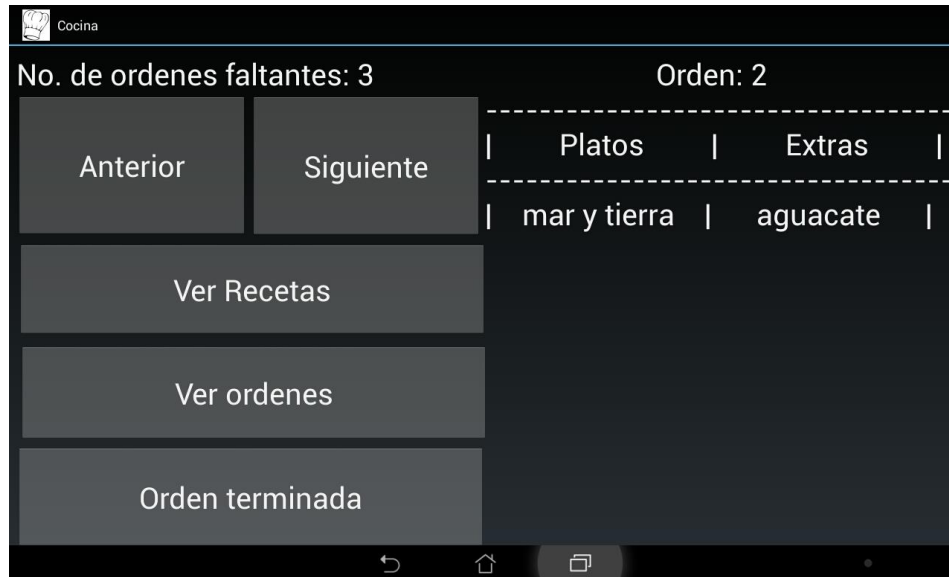 Cocina
No. de ordenes faltantes: 3
Orden: 2
Anterior
Siguiente
| Platos | Extras |
| mar y tierra | aguacate |
Ver Recetas
Ver ordenes
Orden terminada